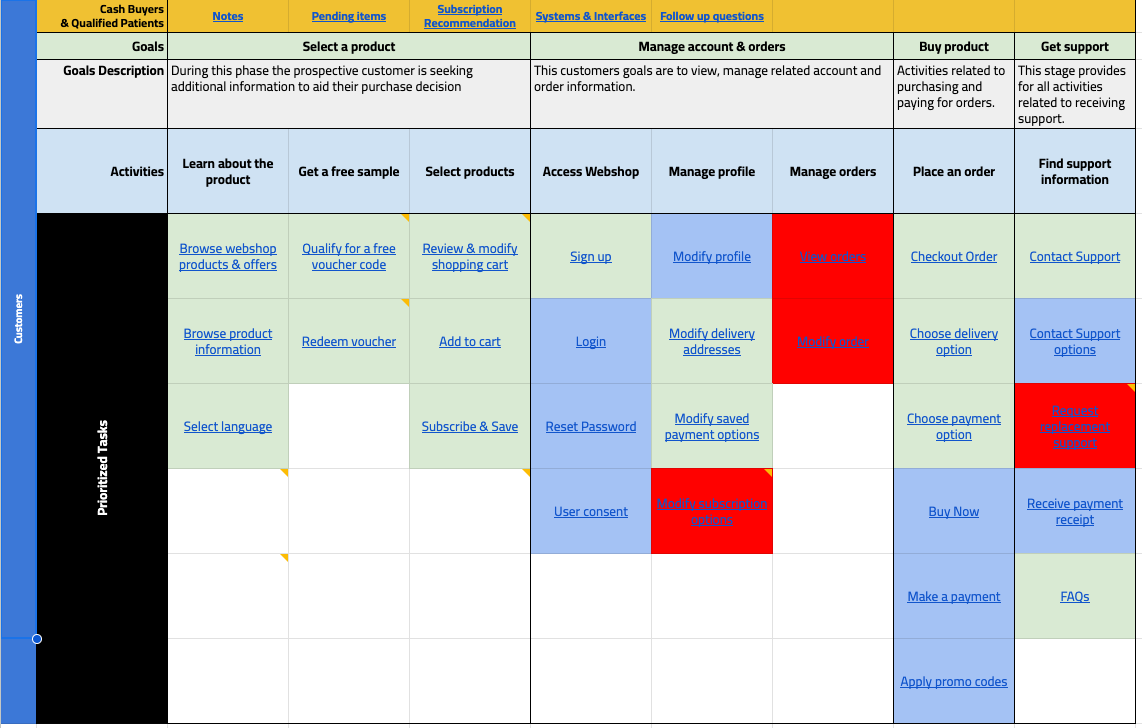 Cash Buyers
& Qualified Patients
Notes
Pending items
Subscription
Recommendation
Systems & Interfaces
Follow up questions
Goals
Select a product
Manage account & orders
Buy product
Get support
Goals Description
During this phase the prospective customer is seeking
additional information to aid their purchase decision
This customers goals are to view, manage related account and
order information.
Activities related to
purchasing and
paying for orders.
This stage provides
for all activities
related to receiving
support.
Activities
Learn about the
product
Get a free sample
Select products
Access Webshop
Manage profile
Manage orders
Place an order
Find support
information
Customers
Prioritized Tasks
Browse webshop
products & offers
Qualify for a free
voucher code
Review & modify
shopping cart
Sign up
Modify profile
View orders
Checkout Order
Contact Support
Browse product
information
Redeem voucher
Add to cart
Login
Modify delivery
addresses
Modify order
Choose delivery
option
Contact Support
options
Select language
Subscribe & Save
Reset Password
Modify saved
payment options
Choose payment
option
Request
replacement
support
User consent
Modify subscription
options
Buy Now
Receive payment
receipt
Make a payment
FAQs
Apply promo codes